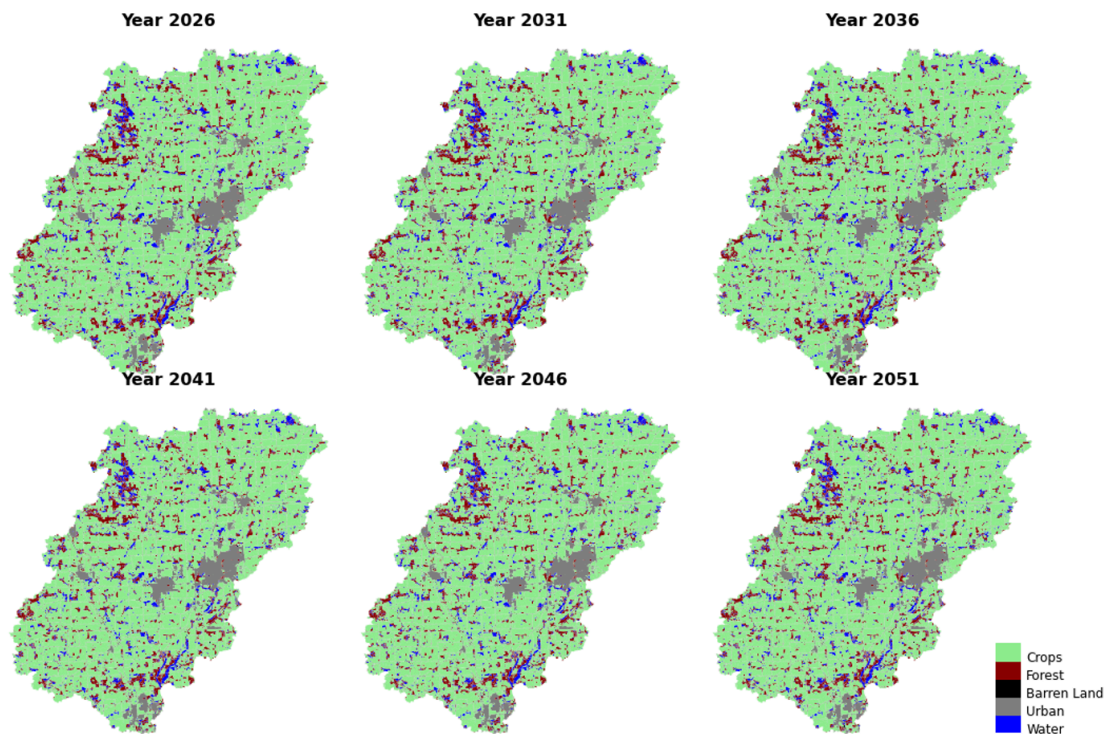 Year 2026
Year 2031
Year 2036
Year 2041
Year 2046
Year 2051
Crops
Forest
Barren Land
Urban
Water